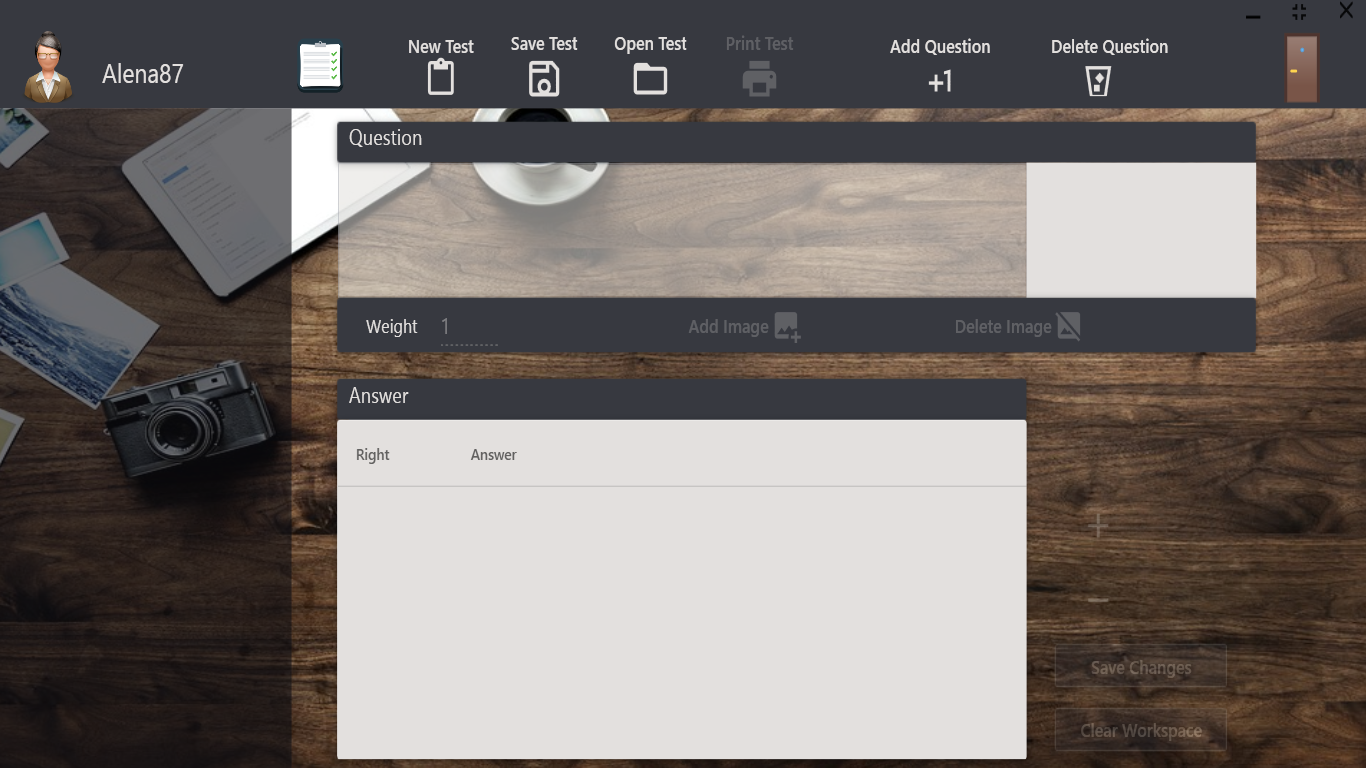 Alena87
New Test
Save Test
Open Test
Print Test
Add Question
+1
Delete Question
Question
Weight 1
Add Image
Delete Image
Answer
Right Answer
+
−
Save Changes
Clear Workspace